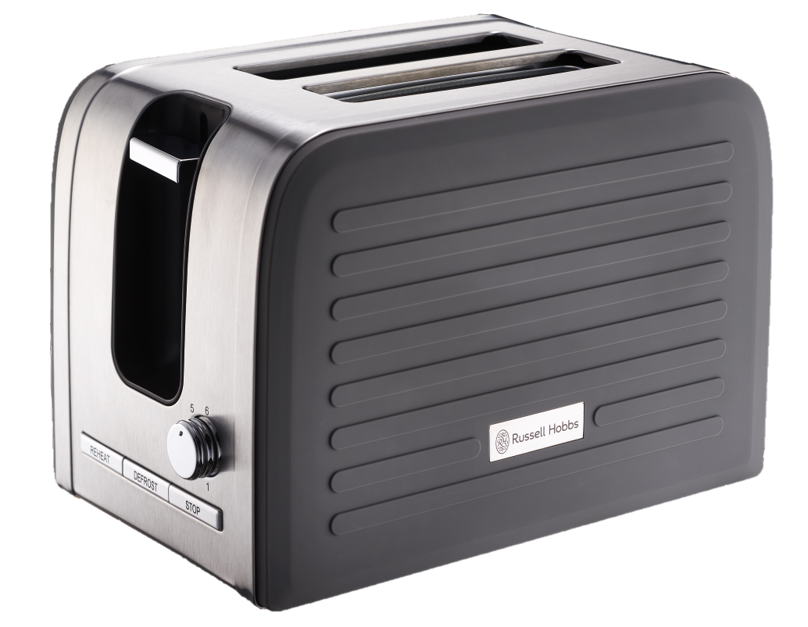 5 6
1
REHEAT
DEFROST
STOP
Russell Hobbs